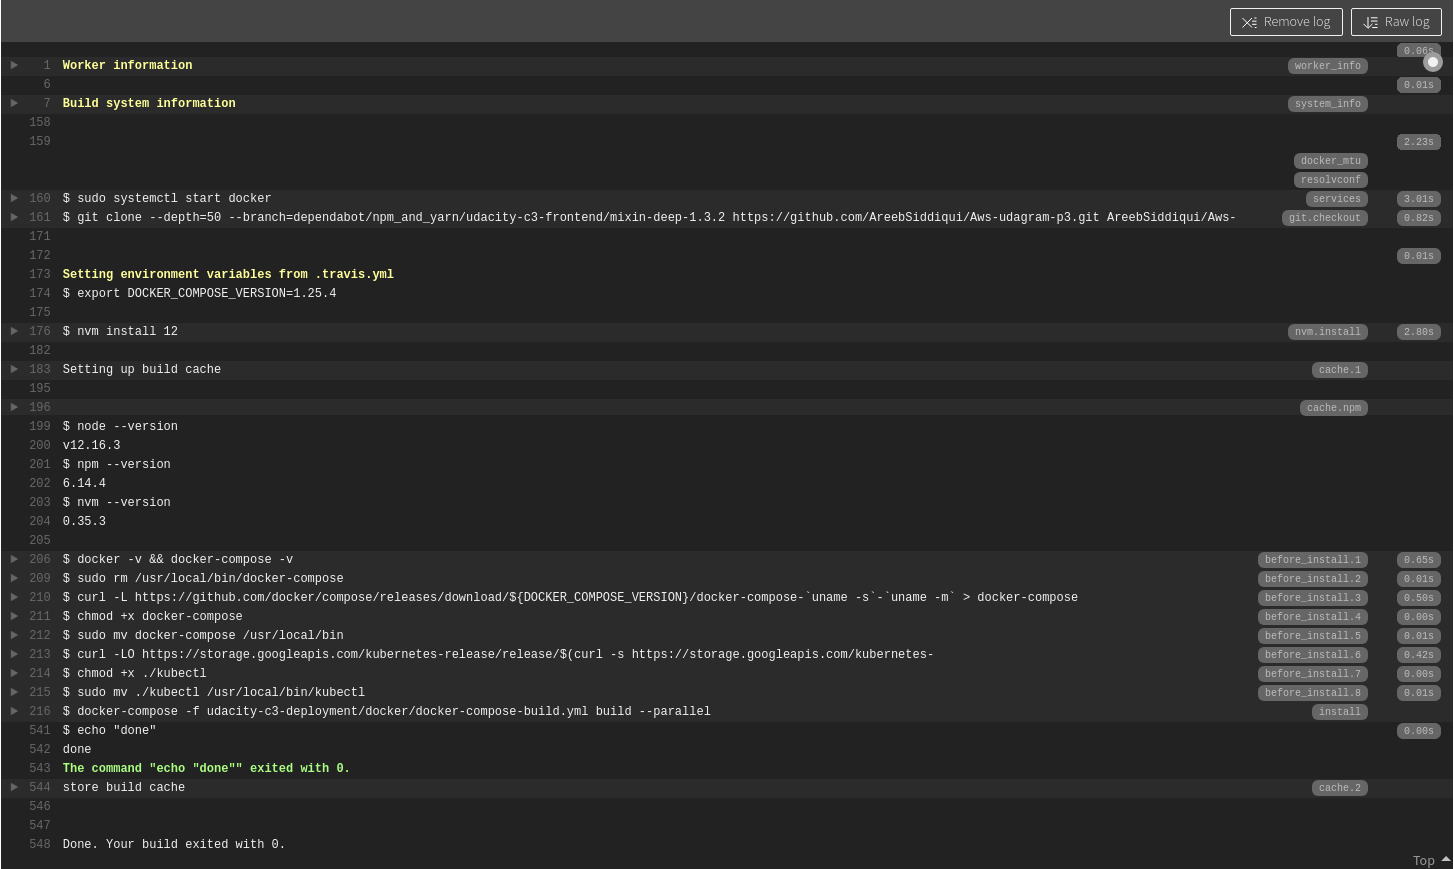 Remove log Raw log
0.06s
1 Worker information worker_info
6 0.01s
7 Build system information system_info
158
159 2.23s
docker_mtu
resolvconf
160 $ sudo systemctl start docker services 3.01s
161 $ git clone --depth=50 --branch=dependabot/npm_and_yarn/udacity-c3-frontend/mixin-deep-1.3.2 https://github.com/AreebSiddiqui/Aws-udagram-p3.git AreebSiddiqui/Aws- git.checkout 0.82s
171
172 0.01s
173 Setting environment variables from .travis.yml
174 $ export DOCKER_COMPOSE_VERSION=1.25.4
175
176 $ nvm install 12 nvm.install 2.80s
182
183 Setting up build cache cache.1
195
196 cache.npm
199 $ node --version
200 v12.16.3
201 $ npm --version
202 6.14.4
203 $ nvm --version
204 0.35.3
205
206 $ docker -v && docker-compose -v before_install.1 0.65s
209 $ sudo rm /usr/local/bin/docker-compose before_install.2 0.01s
210 $ curl -L https://github.com/docker/compose/releases/download/${DOCKER_COMPOSE_VERSION}/docker-compose-`uname -s`-`uname -m` > docker-compose before_install.3 0.50s
211 $ chmod +x docker-compose before_install.4 0.00s
212 $ sudo mv docker-compose /usr/local/bin before_install.5 0.01s
213 $ curl -LO https://storage.googleapis.com/kubernetes-release/release/$(curl -s https://storage.googleapis.com/kubernetes- before_install.6 0.42s
214 $ chmod +x ./kubectl before_install.7 0.00s
215 $ sudo mv ./kubectl /usr/local/bin/kubectl before_install.8 0.01s
216 $ docker-compose -f udacity-c3-deployment/docker/docker-compose-build.yml build --parallel install
541 $ echo "done" 0.00s
542 done
543 The command "echo "done"" exited with 0.
544 store build cache cache.2
546
547
548 Done. Your build exited with 0.
Top